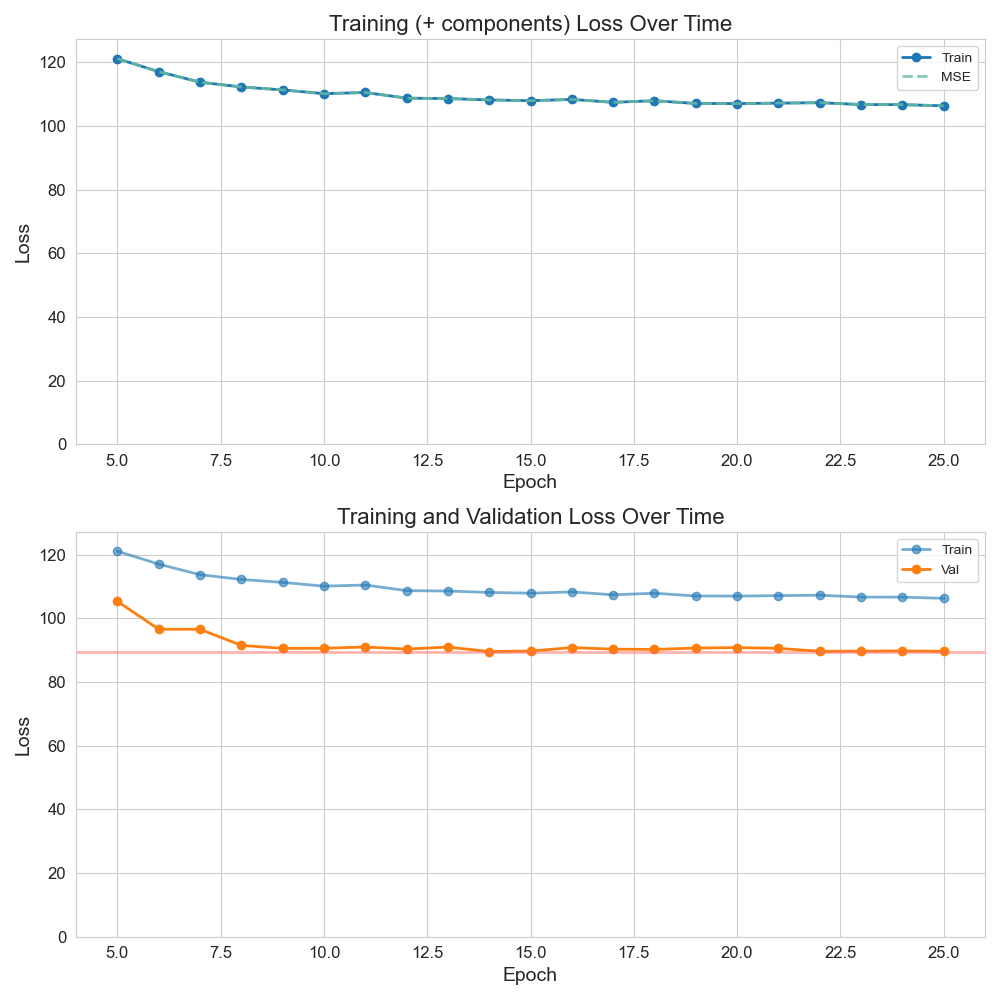 Training (+ components) Loss Over Time
Train
MSE
120
100
80
60
40
20
0
Loss
5.0 7.5 10.0 12.5 15.0 17.5 20.0 22.5 25.0
Epoch
Training and Validation Loss Over Time
Train
Val
120
100
80
60
40
20
0
Loss
5.0 7.5 10.0 12.5 15.0 17.5 20.0 22.5 25.0
Epoch